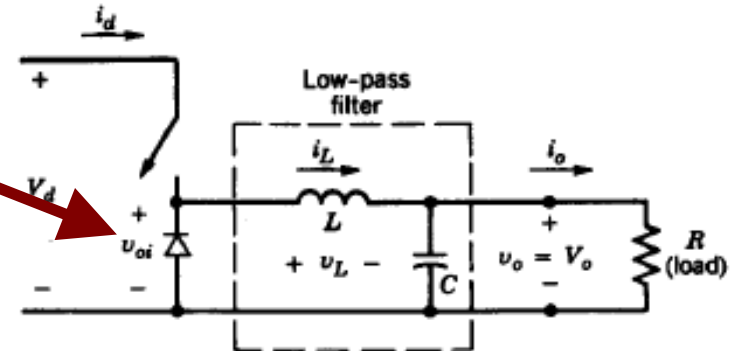 i_d
+
Low-pass
filter
i_L
i_o
V_d
+
L
+
R
(load)
v_oi
+ v_L −
C
v_o = V_o
−
−
−